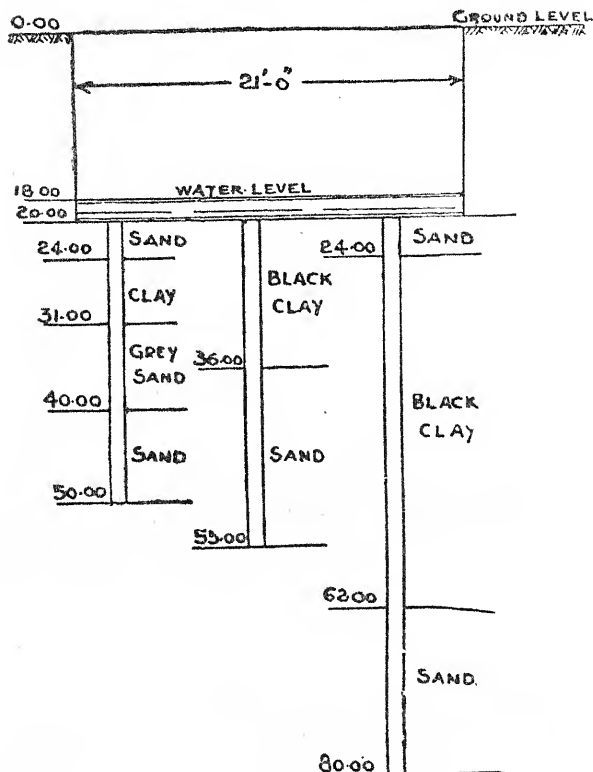 0.00
GROUND LEVEL
21'-0"
18.00
WATER LEVEL
20.00
SAND
24.00
CLAY
31.00
GREY
SAND
40.00
SAND
50.00
BLACK
CLAY
36.00
SAND
55.00
24.00
SAND
BLACK
CLAY
62.00
SAND.
80.00